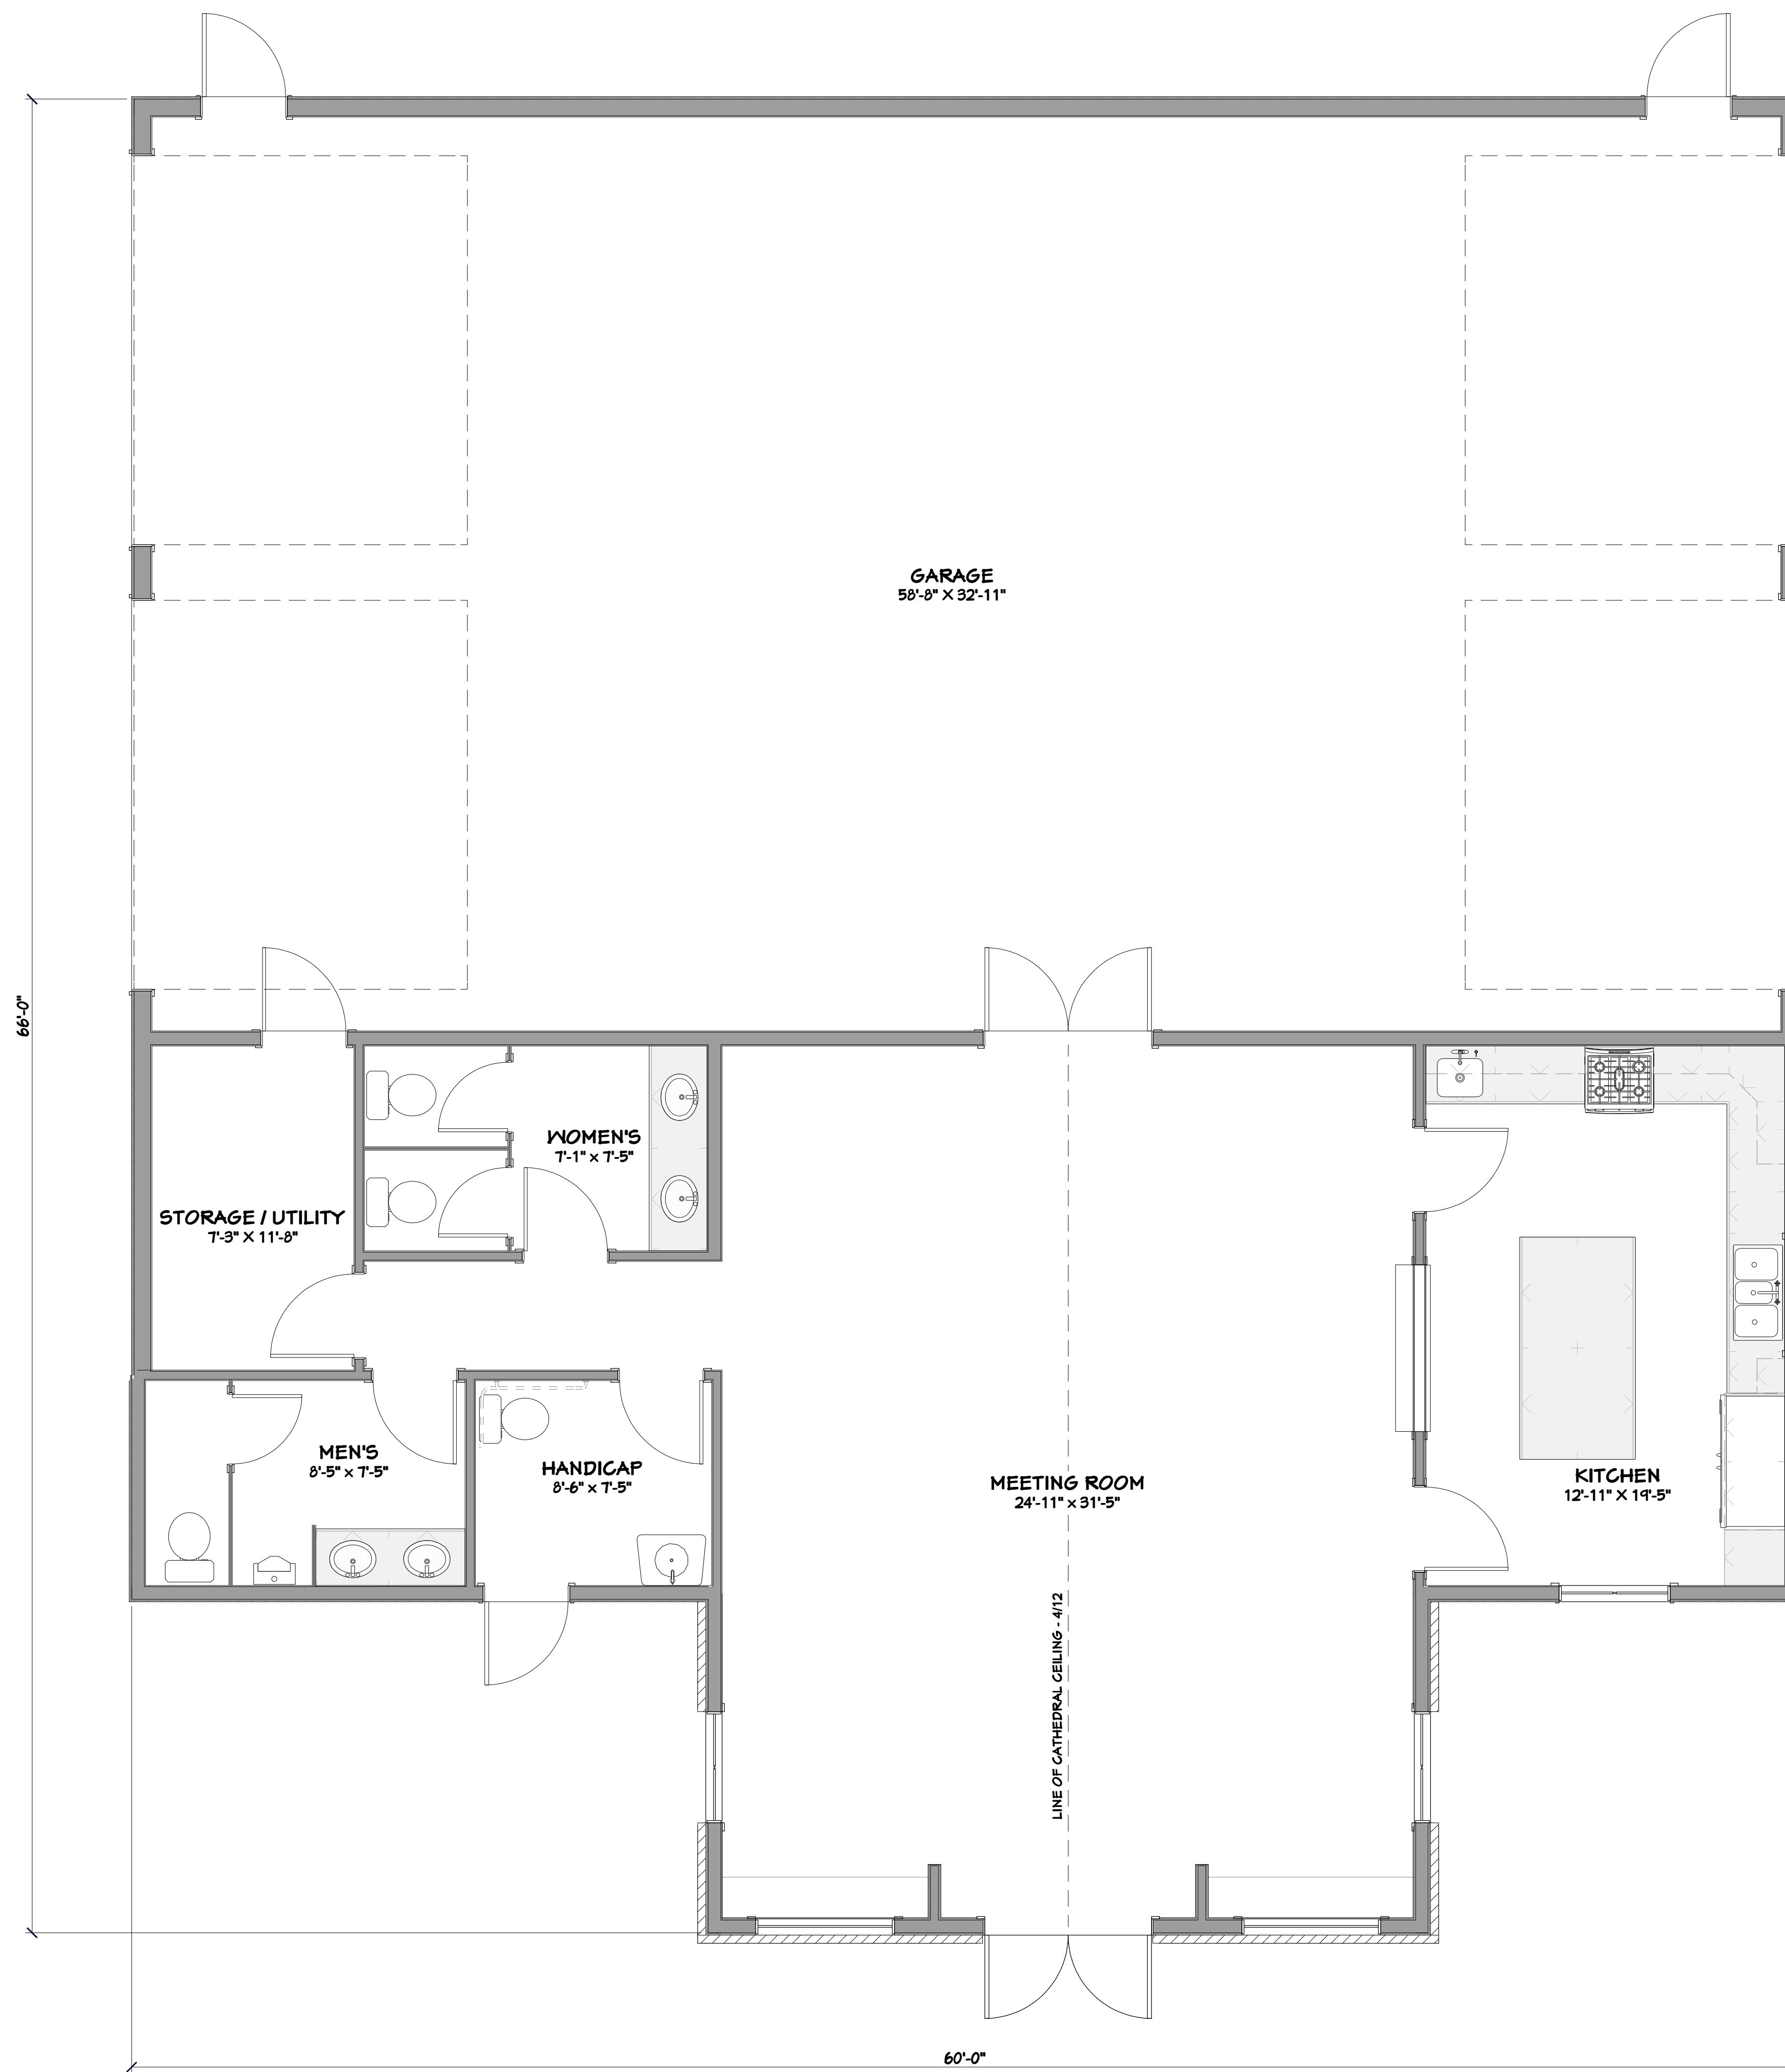 GARAGE
58'-8" X 32'-11"
66'-0"
WOMEN'S
7'-1" x 7'-5"
STORAGE / UTILITY
7'-3" X 11'-8"
MEN'S
8'-5" x 7'-5"
HANDICAP
8'-6" x 7'-5"
MEETING ROOM
24'-11" x 31'-5"
KITCHEN
12'-11" X 19'-5"
LINE OF CATHEDRAL CEILING - 4/12
60'-0"